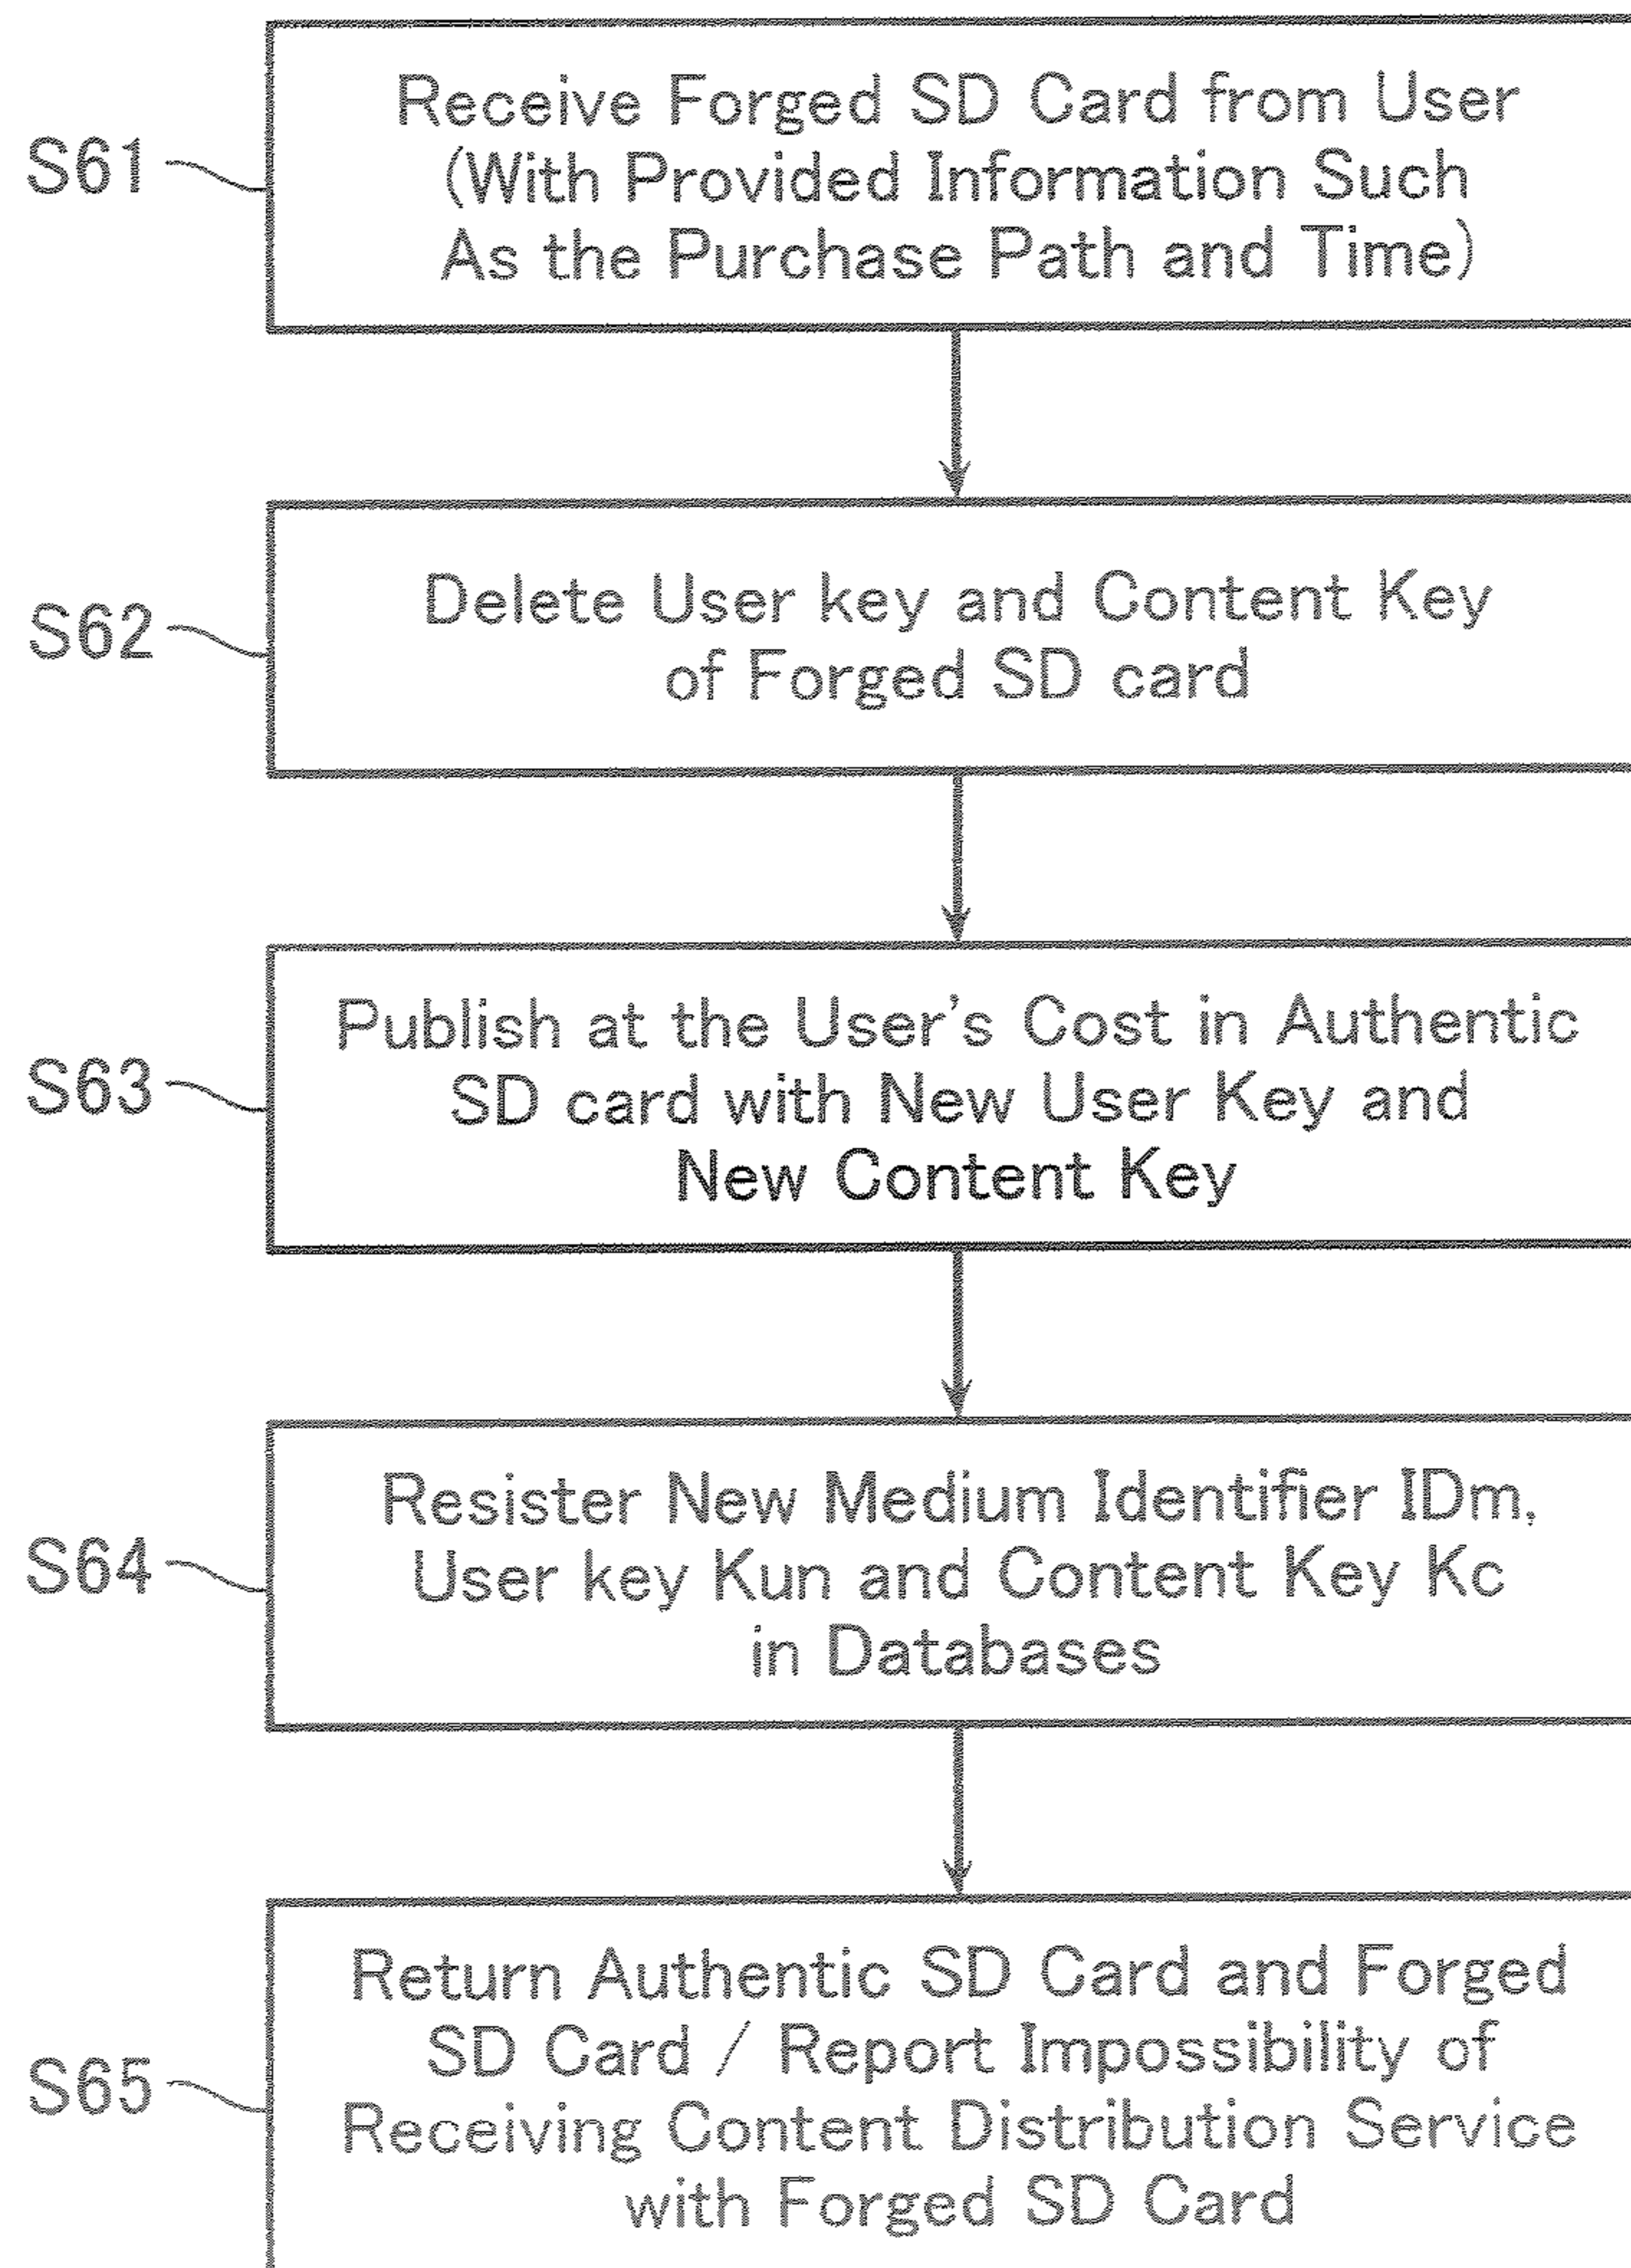 S61
Receive Forged SD Card from User
(With Provided Information Such
As the Purchase Path and Time)
S62
Delete User key and Content Key
of Forged SD card
S63
Publish at the User's Cost in Authentic
SD card with New User Key and
New Content Key
S64
Resister New Medium Identifier IDm,
User key Kun and Content Key Kc
in Databases
S65
Return Authentic SD Card and Forged
SD Card / Report Impossibility of
Receiving Content Distribution Service
with Forged SD Card